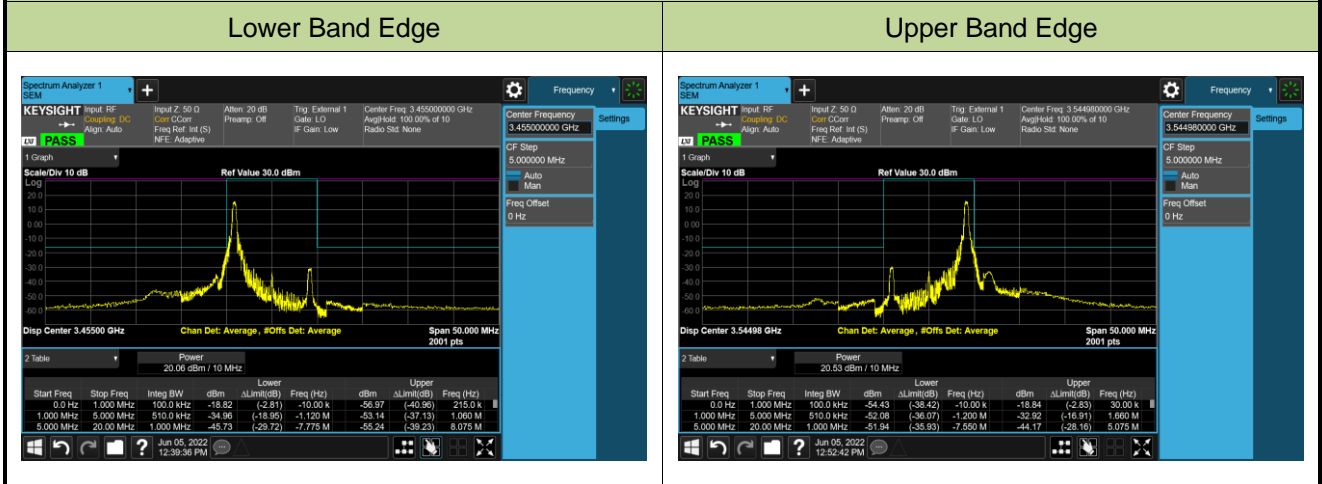 Lower Band Edge
Upper Band Edge
Spectrum Analyzer 1
SEM
+
Frequency
KEYSIGHT Input: RF
Coupling: DC
Align: Auto
Input Z: 50 Ω
Corr CCorr
Freq Ref: Int (S)
NFE: Adaptive
Atten: 20 dB
Preamp: Off
Trig: External 1
Gate: LO
IF Gain: Low
Center Freq: 3.455000000 GHz
Avg|Hold: 100.00% of 10
Radio Std: None
LXI PASS
Center Frequency
3.455000000 GHz
Settings
CF Step
5.000000 MHz
Auto
Man
Freq Offset
0 Hz
1 Graph
Scale/Div 10 dB
Ref Value 30.0 dBm
Log
20.0
10.0
0.00
-10.0
-20.0
-30.0
-40.0
-50.0
-60.0
Disp Center 3.45500 GHz
Chan Det: Average, #Offs Det: Average
Span 50.000 MHz
2001 pts
2 Table
Power
20.06 dBm / 10 MHz
Lower Upper
Start Freq Stop Freq Integ BW dBm ΔLimit(dB) Freq (Hz) dBm ΔLimit(dB) Freq (Hz)
0.0 Hz 1.000 MHz 100.0 kHz -18.82 (-2.81) -10.00 k -56.97 (-40.96) 215.0 k
1.000 MHz 5.000 MHz 510.0 kHz -34.96 (-18.95) -1.120 M -53.14 (-37.13) 1.060 M
5.000 MHz 20.00 MHz 1.000 MHz -45.73 (-29.72) -7.775 M -55.24 (-39.23) 8.075 M
?
Jun 05, 2022
12:39:36 PM
Spectrum Analyzer 1
SEM
+
Frequency
KEYSIGHT Input: RF
Coupling: DC
Align: Auto
Input Z: 50 Ω
Corr CCorr
Freq Ref: Int (S)
NFE: Adaptive
Atten: 20 dB
Preamp: Off
Trig: External 1
Gate: LO
IF Gain: Low
Center Freq: 3.544980000 GHz
Avg|Hold: 100.00% of 10
Radio Std: None
LXI PASS
Center Frequency
3.544980000 GHz
Settings
CF Step
5.000000 MHz
Auto
Man
Freq Offset
0 Hz
1 Graph
Scale/Div 10 dB
Ref Value 30.0 dBm
Log
20.0
10.0
0.00
-10.0
-20.0
-30.0
-40.0
-50.0
-60.0
Disp Center 3.54498 GHz
Chan Det: Average, #Offs Det: Average
Span 50.000 MHz
2001 pts
2 Table
Power
20.53 dBm / 10 MHz
Lower Upper
Start Freq Stop Freq Integ BW dBm ΔLimit(dB) Freq (Hz) dBm ΔLimit(dB) Freq (Hz)
0.0 Hz 1.000 MHz 100.0 kHz -54.43 (-38.42) -10.00 k -18.84 (-2.83) 30.00 k
1.000 MHz 5.000 MHz 510.0 kHz -52.08 (-36.07) -1.200 M -32.92 (-16.91) 1.660 M
5.000 MHz 20.00 MHz 1.000 MHz -51.94 (-35.93) -7.550 M -44.17 (-28.16) 5.075 M
?
Jun 05, 2022
12:52:42 PM